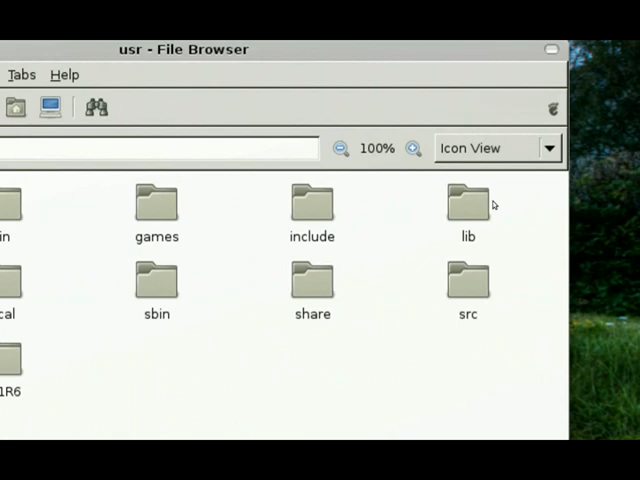 usr - File Browser
Tabs Help
100% Icon View
in games include lib
cal sbin share src
1R6